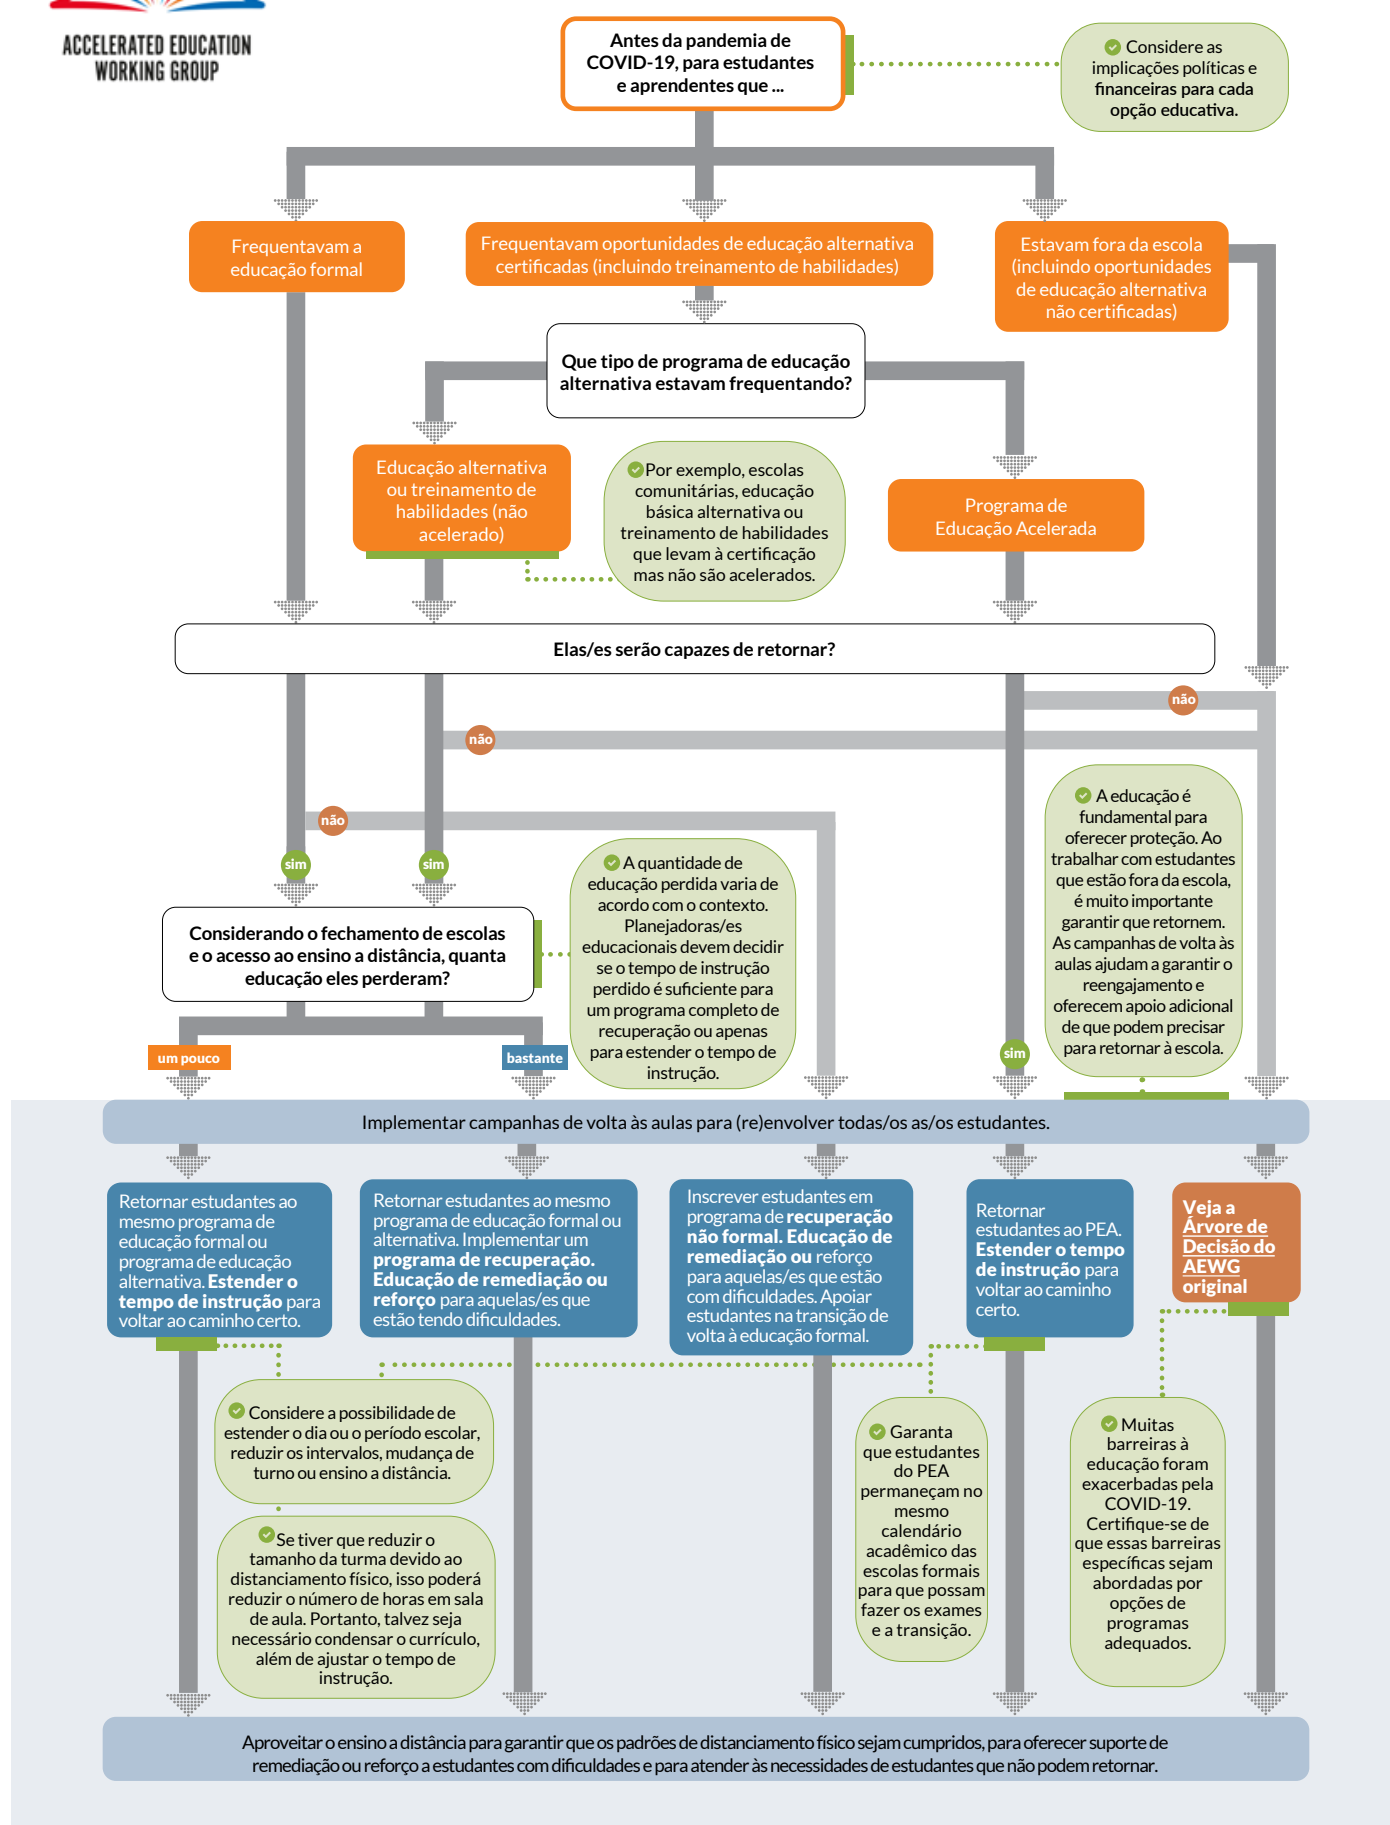 ACCELERATED EDUCATION
WORKING GROUP
Antes da pandemia de
COVID-19, para estudantes
e aprendentes que ...
Considere as
implicações políticas e
financeiras para cada
opção educativa.
Frequentavam a
educação formal
Frequentavam oportunidades de educação alternativa
certificadas (incluindo treinamento de habilidades)
Estavam fora da escola
(incluindo oportunidades
de educação alternativa
não certificadas)
Que tipo de programa de educação
alternativa estavam frequentando?
Educação alternativa
ou treinamento de
habilidades (não
acelerado)
Por exemplo, escolas
comunitárias, educação
básica alternativa ou
treinamento de habilidades
que levam à certificação
mas não são acelerados.
Programa de
Educação Acelerada
Elas/es serão capazes de retornar?
não
não
não
sim
sim
A quantidade de
educação perdida varia de
acordo com o contexto.
Planejadoras/es
educacionais devem decidir
se o tempo de instrução
perdido é suficiente para
um programa completo de
recuperação ou apenas
para estender o tempo de
instrução.
A educação é
fundamental para
oferecer proteção. Ao
trabalhar com estudantes
que estão fora da escola,
é muito importante
garantir que retornem.
As campanhas de volta às
aulas ajudam a garantir o
reengajamento e
oferecem apoio adicional
de que podem precisar
para retornar à escola.
Considerando o fechamento de escolas
e o acesso ao ensino a distância, quanta
educação eles perderam?
um pouco
bastante
sim
Implementar campanhas de volta às aulas para (re)envolver todas/os as/os estudantes.
Retornar estudantes ao
mesmo programa de
educação formal ou
programa de educação
alternativa. Estender o
tempo de instrução para
voltar ao caminho certo.
Retornar estudantes ao mesmo
programa de educação formal ou
alternativa. Implementar um
programa de recuperação.
Educação de remediação ou
reforço para aquelas/es que
estão tendo dificuldades.
Inscrever estudantes em
programa de recuperação
não formal. Educação de
remediação ou reforço
para aquelas/es que estão
com dificuldades. Apoiar
estudantes na transição de
volta à educação formal.
Retornar
estudantes ao PEA.
Estender o tempo
de instrução para
voltar ao caminho
certo.
Veja a
Árvore de
Decisão do
AEWG
original
Considere a possibilidade de
estender o dia ou o período escolar,
reduzir os intervalos, mudança de
turno ou ensino a distância.
Se tiver que reduzir o
tamanho da turma devido ao
distanciamento físico, isso poderá
reduzir o número de horas em sala
de aula. Portanto, talvez seja
necessário condensar o currículo,
além de ajustar o tempo de
instrução.
Garanta
que estudantes
do PEA
permaneçam no
mesmo
calendário
acadêmico das
escolas formais
para que possam
fazer os exames
e a transição.
Muitas
barreiras à
educação foram
exacerbadas pela
COVID-19.
Certifique-se de
que essas barreiras
específicas sejam
abordadas por
opções de
programas
adequados.
Aproveitar o ensino a distância para garantir que os padrões de distanciamento físico sejam cumpridos, para oferecer suporte de
remediação ou reforço a estudantes com dificuldades e para atender às necessidades de estudantes que não podem retornar.